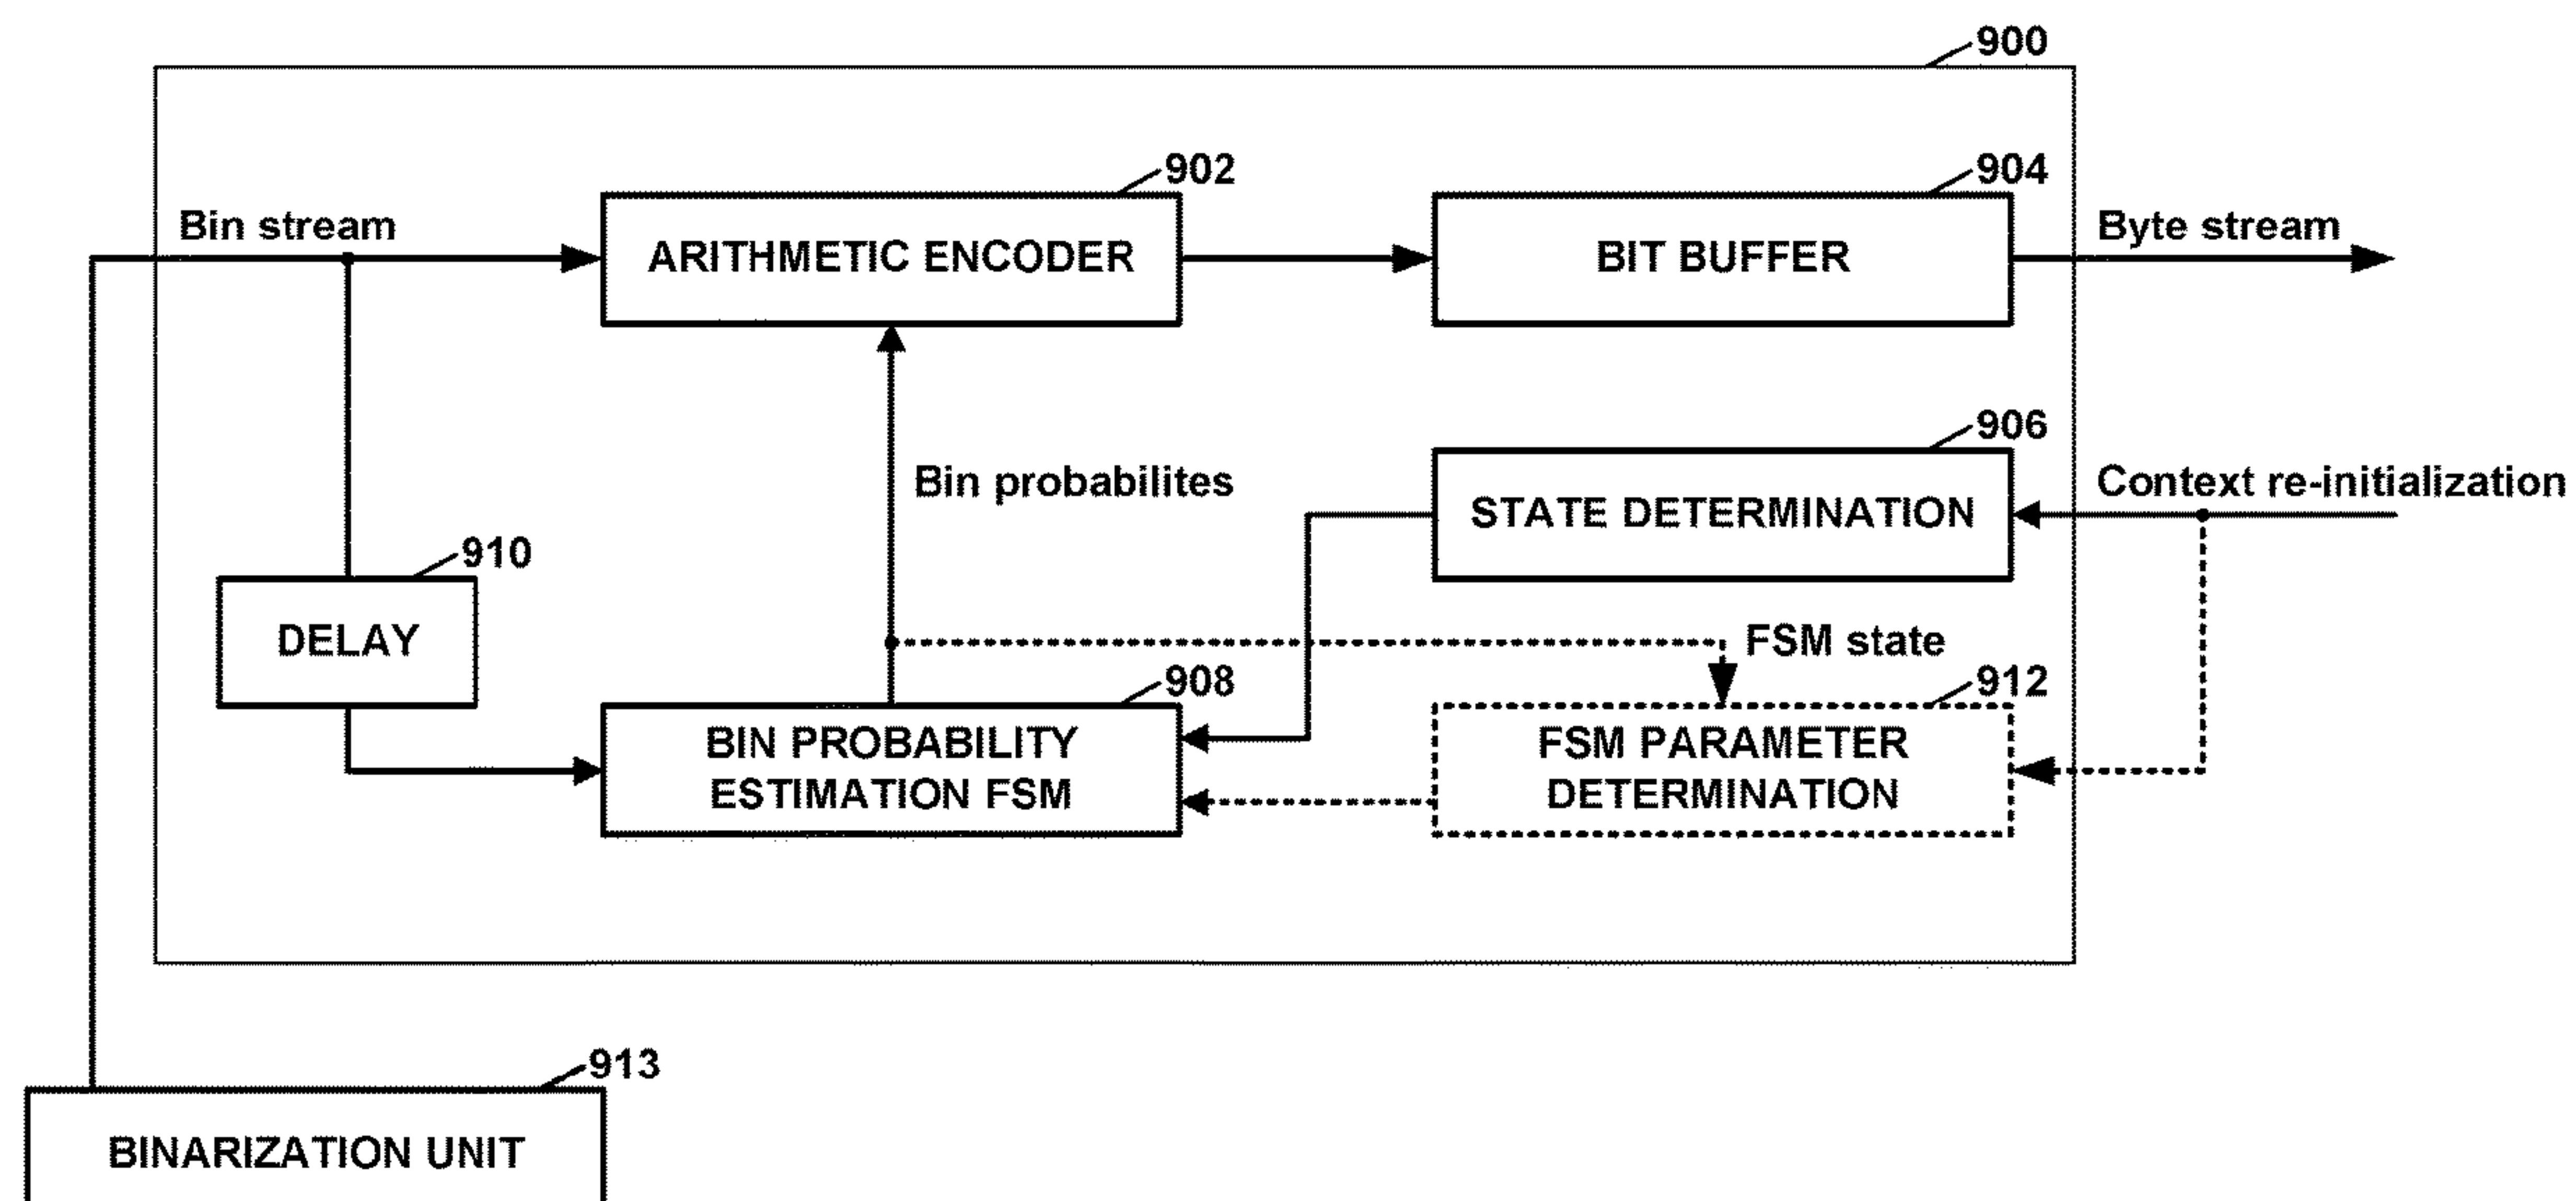 900
902
904
Bin stream
ARITHMETIC ENCODER
BIT BUFFER
Byte stream
906
Bin probabilites
STATE DETERMINATION
Context re-initialization
910
DELAY
FSM state
908
912
BIN PROBABILITY
ESTIMATION FSM
FSM PARAMETER
DETERMINATION
913
BINARIZATION UNIT